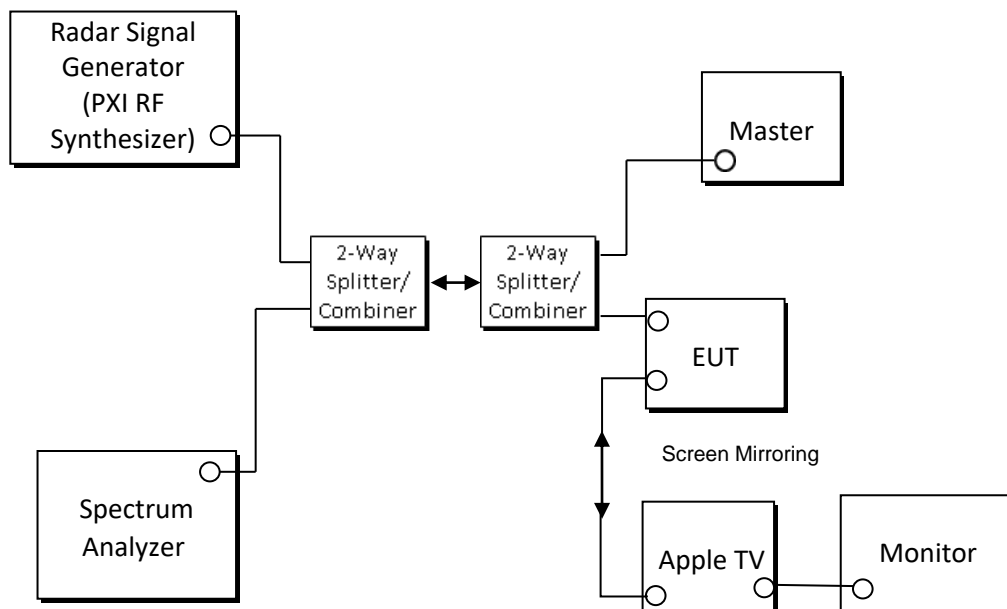 Radar Signal
Generator
(PXI RF
Synthesizer)
Master
2-Way
Splitter/
Combiner
2-Way
Splitter/
Combiner
EUT
Screen Mirroring
Spectrum
Analyzer
Apple TV
Monitor